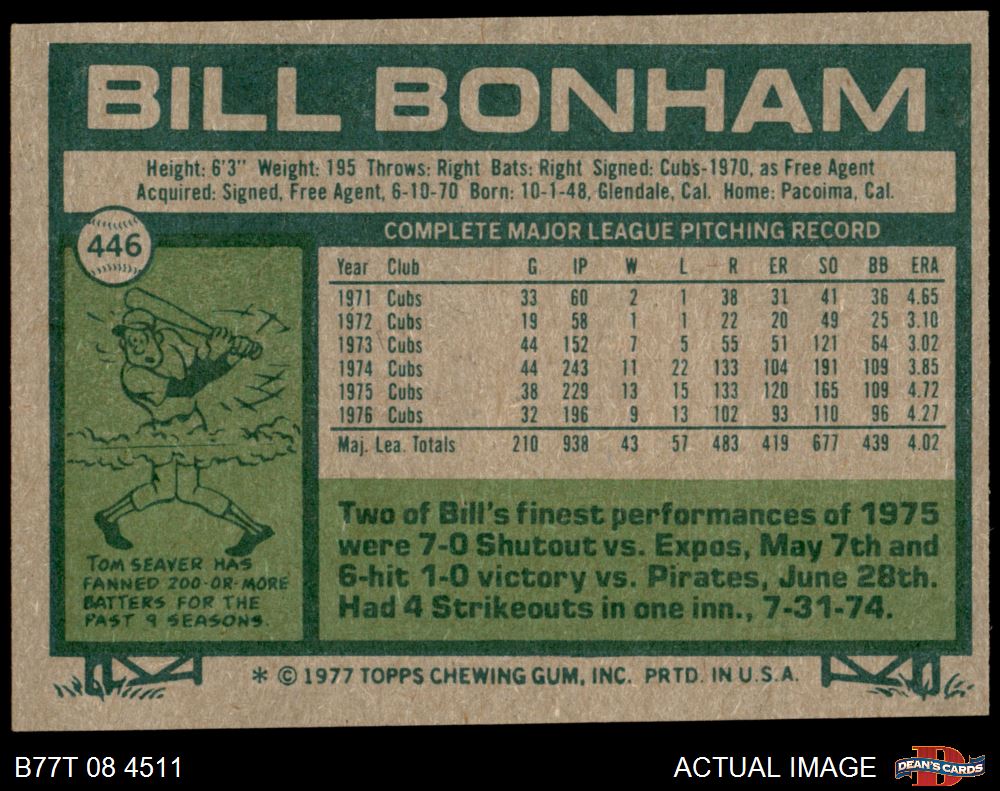 BILL BONHAM
Height: 6'3" Weight: 195 Throws: Right Bats: Right Signed: Cubs-1970, as Free Agent
Acquired: Signed, Free Agent, 6-10-70 Born: 10-1-48, Glendale, Cal. Home: Pacoima, Cal.
446
COMPLETE MAJOR LEAGUE PITCHING RECORD
Year Club G IP W L R ER SO BB ERA
1971 Cubs 33 60 2 1 38 31 41 36 4.65
1972 Cubs 19 58 1 1 22 20 49 25 3.10
1973 Cubs 44 152 7 5 55 51 121 64 3.02
1974 Cubs 44 243 11 22 133 104 191 109 3.85
1975 Cubs 38 229 13 15 133 120 165 109 4.72
1976 Cubs 32 196 9 13 102 93 110 96 4.27
Maj. Lea. Totals 210 938 43 57 483 419 677 439 4.02
TOM SEAVER HAS
FANNED 200-OR-MORE
BATTERS FOR THE
PAST 9 SEASONS.
Two of Bill's finest performances of 1975
were 7-0 Shutout vs. Expos, May 7th and
6-hit 1-0 victory vs. Pirates, June 28th.
Had 4 Strikeouts in one inn., 7-31-74.
* © 1977 TOPPS CHEWING GUM, INC. PRTD. IN U.S.A.
B77T 08 4511
ACTUAL IMAGE
D
DEAN'S CARDS